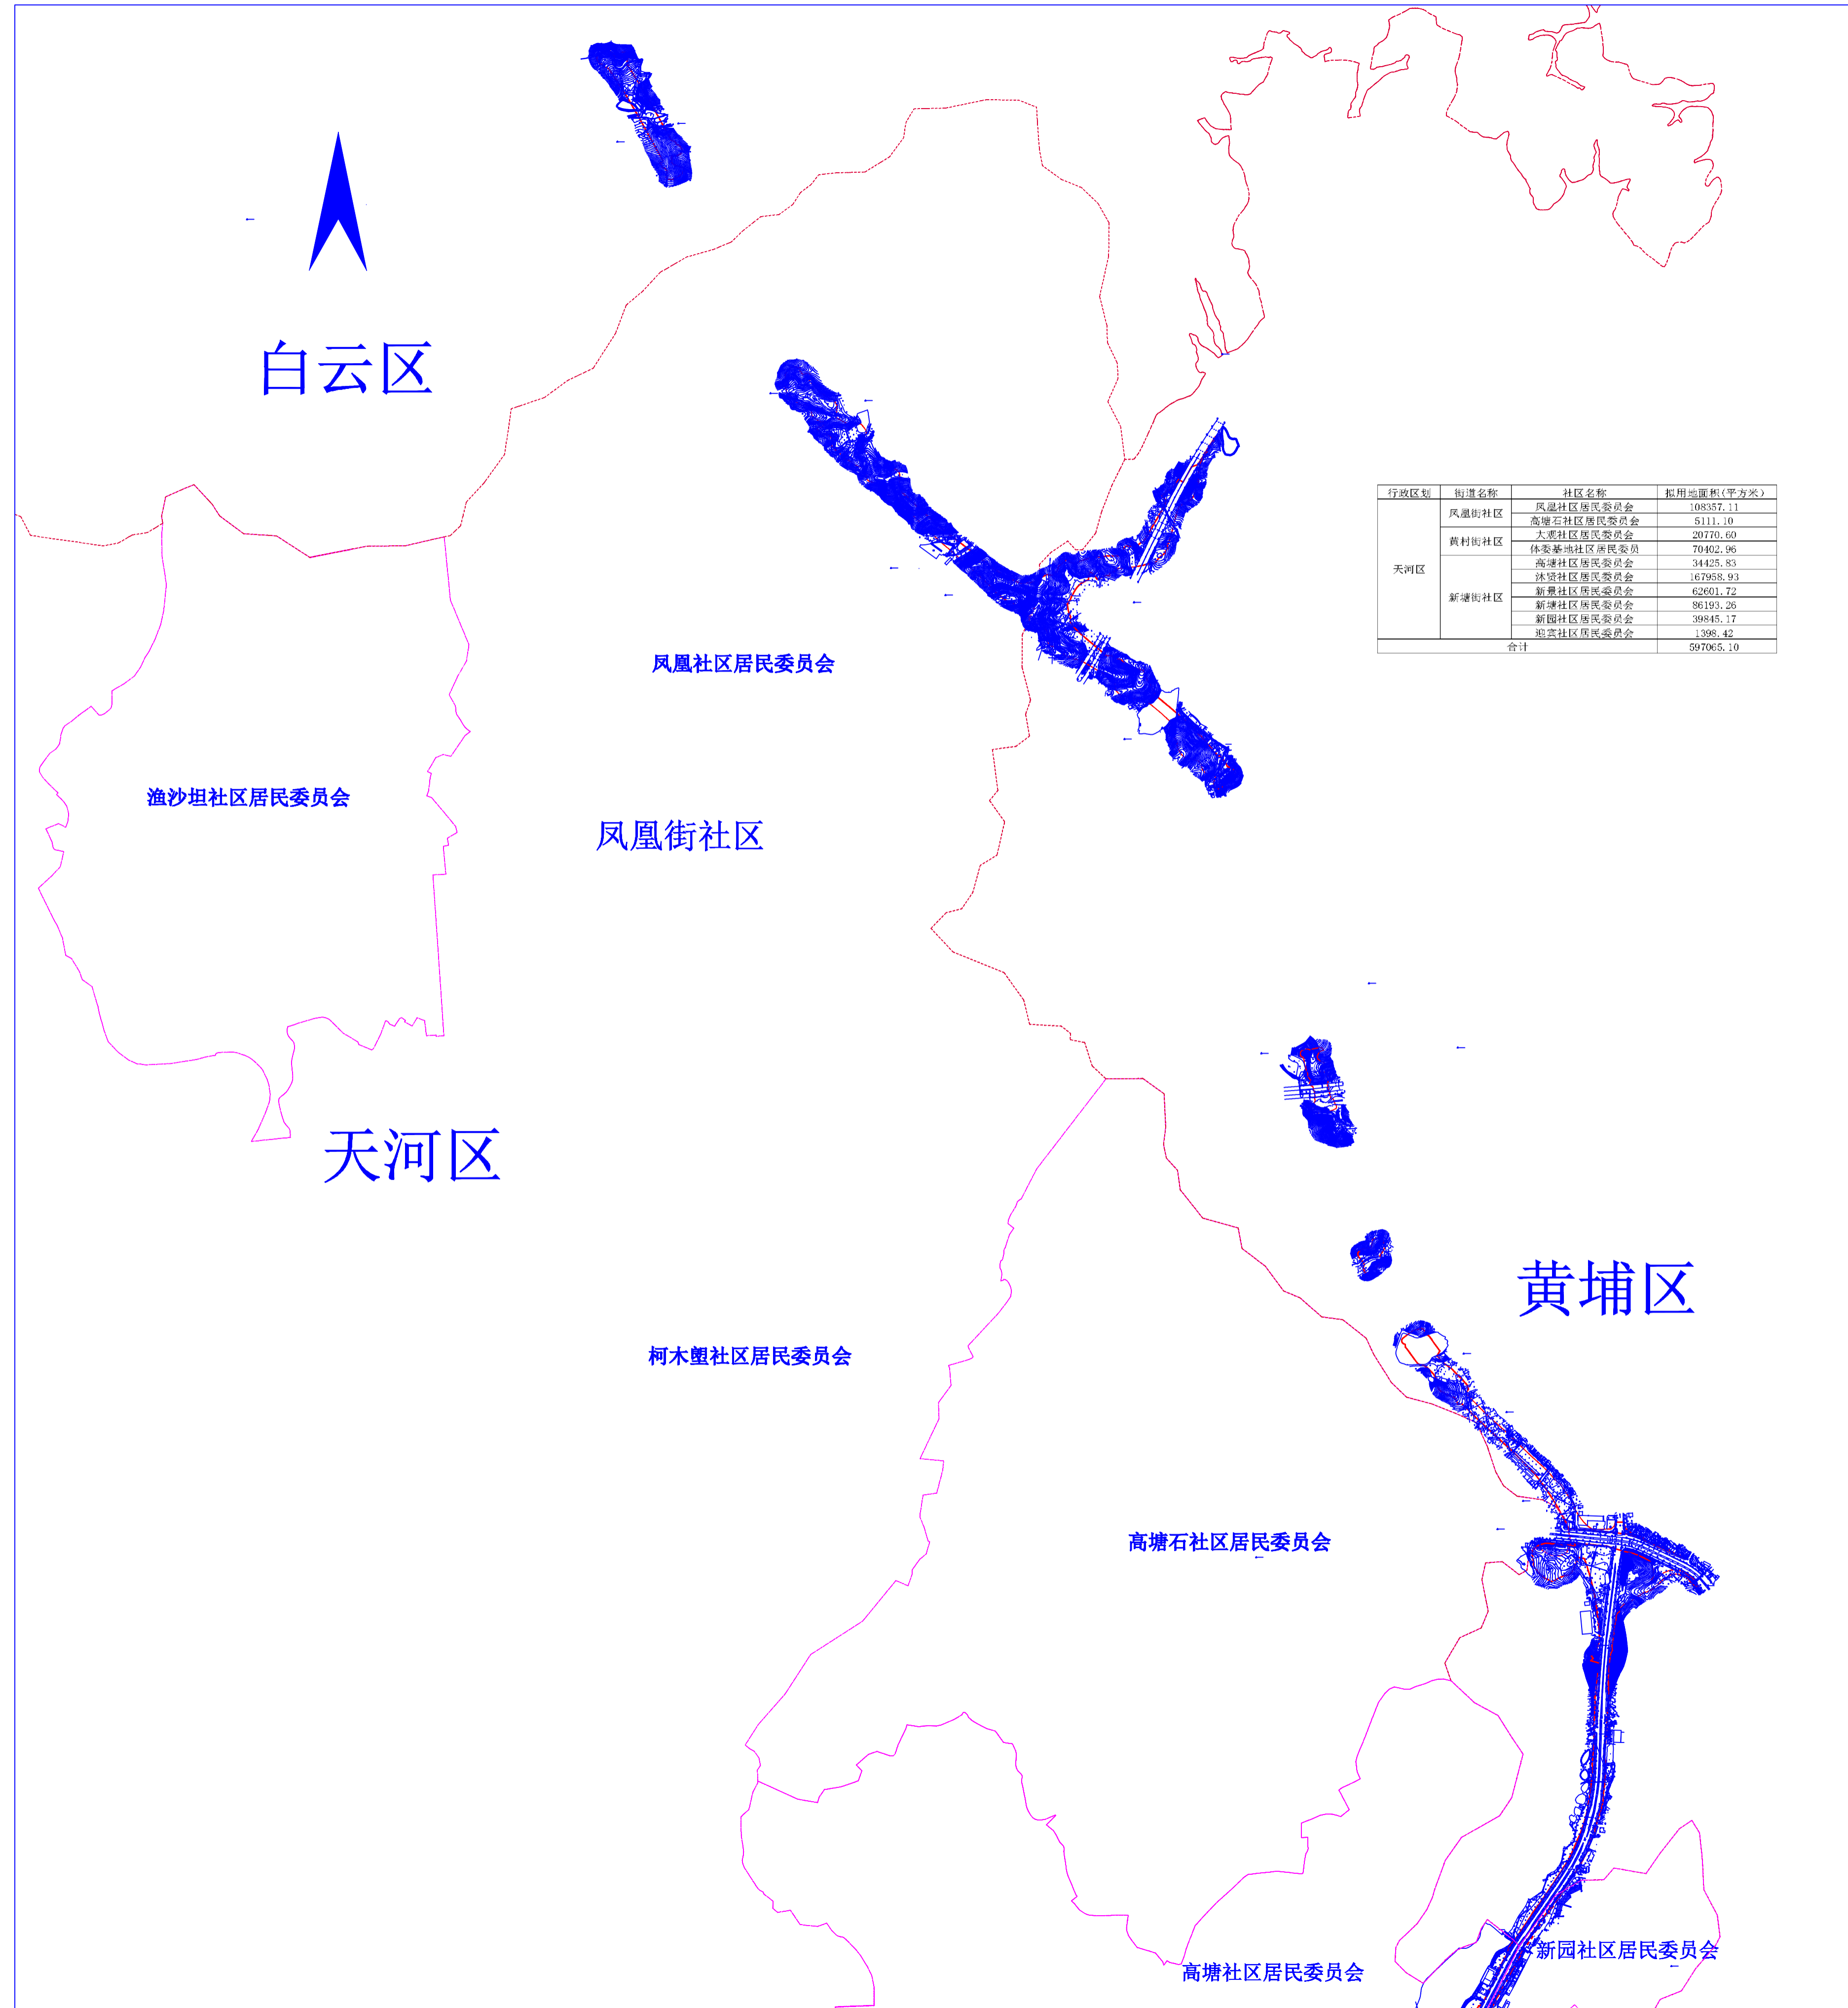 白云区
行政区划 街道名称 社区名称 拟用地面积(平方米)
天河区 凤凰街社区 凤凰社区居民委员会 108357.11
高塘石社区居民委员会 5111.10
黄村街社区 大观社区居民委员会 20770.60
体委基地社区居民委员 70402.96
新塘街社区 高塘社区居民委员会 34425.83
沐贤社区居民委员会 167958.93
新景社区居民委员会 62601.72
新塘社区居民委员会 86193.26
新园社区居民委员会 39845.17
迎宾社区居民委员会 1398.42
合计 597065.10
凤凰社区居民委员会
渔沙坦社区居民委员会
凤凰街社区
天河区
黄埔区
柯木塱社区居民委员会
高塘石社区居民委员会
新园社区居民委员会
高塘社区居民委员会